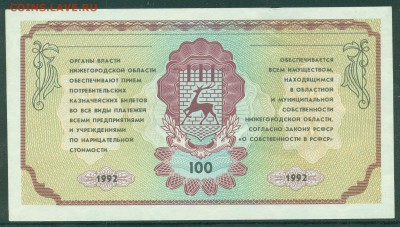 СОИНSAFE.RU
ОРГАНЫ ВЛАСТИ
НИЖЕГОРОДСКОЙ ОБЛАСТИ
ОБЕСПЕЧИВАЮТ ПРИЕМ
ПОТРЕБИТЕЛЬСКИХ
КАЗНАЧЕЙСКИХ БИЛЕТОВ
ВО ВСЕ ВИДЫ ПЛАТЕЖЕЙ
ВСЕМИ ПРЕДПРИЯТИЯМИ
И УЧРЕЖДЕНИЯМИ
ПО НАРИЦАТЕЛЬНОЙ
СТОИМОСТИ
ОБЕСПЕЧИВАЕТСЯ
ВСЕМ ИМУЩЕСТВОМ,
НАХОДЯЩИМСЯ
В ОБЛАСТНОЙ
И МУНИЦИПАЛЬНОЙ
СОБСТВЕННОСТИ
НИЖЕГОРОДСКОЙ ОБЛАСТИ,
СОГЛАСНО ЗАКОНУ РСФСР
"О СОБСТВЕННОСТИ В РСФСР"
100
1992
1992